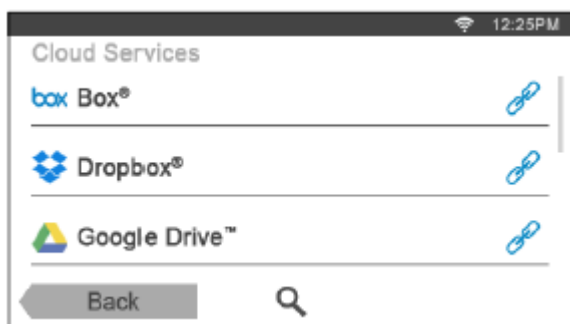 12:25PM
Cloud Services
box Box®
Dropbox®
Google Drive™
Back